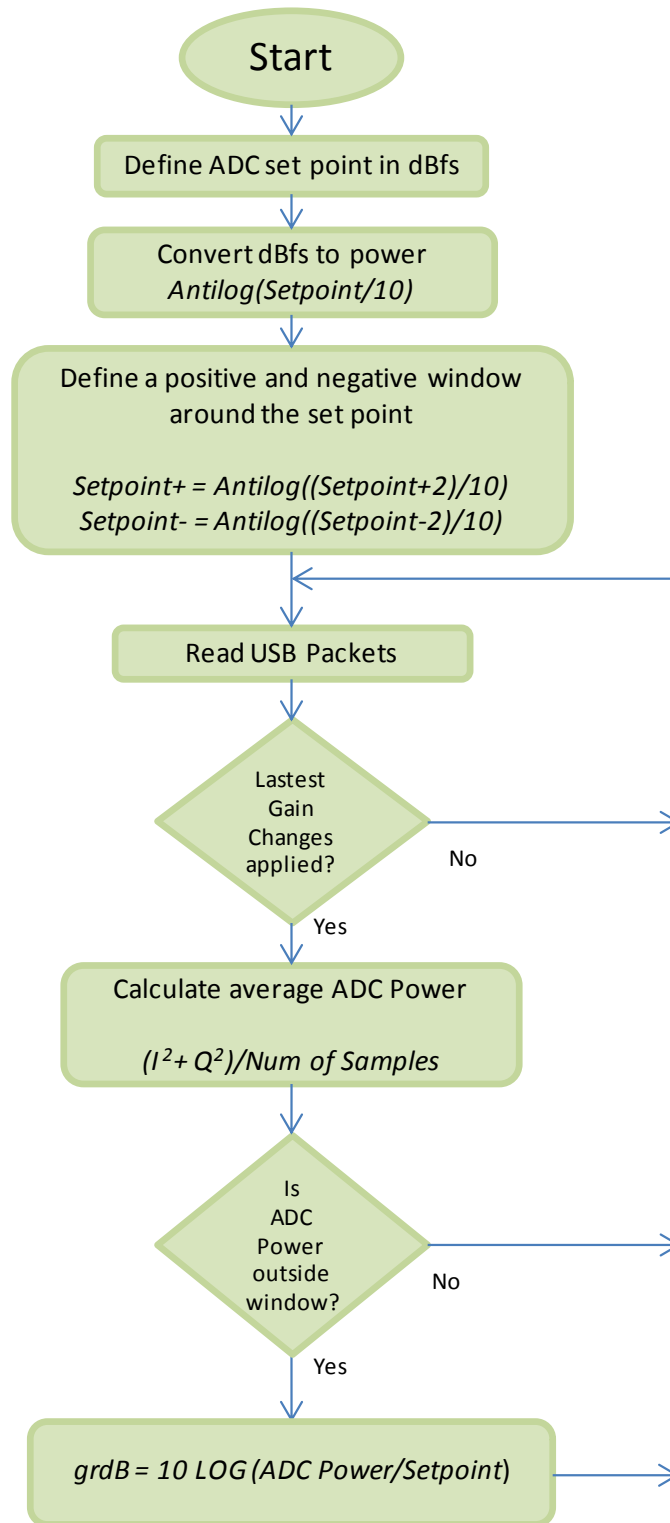 Start
Define ADC set point in dBfs
Convert dBfs to power
Antilog(Setpoint/10)
Define a positive and negative window
around the set point
Setpoint+ = Antilog((Setpoint+2)/10)
Setpoint- = Antilog((Setpoint-2)/10)
Read USB Packets
Lastest
Gain
Changes
applied?
No
Yes
Calculate average ADC Power
(I²+ Q²)/Num of Samples
Is
ADC
Power
outside
window?
No
Yes
grdB = 10 LOG (ADC Power/Setpoint)